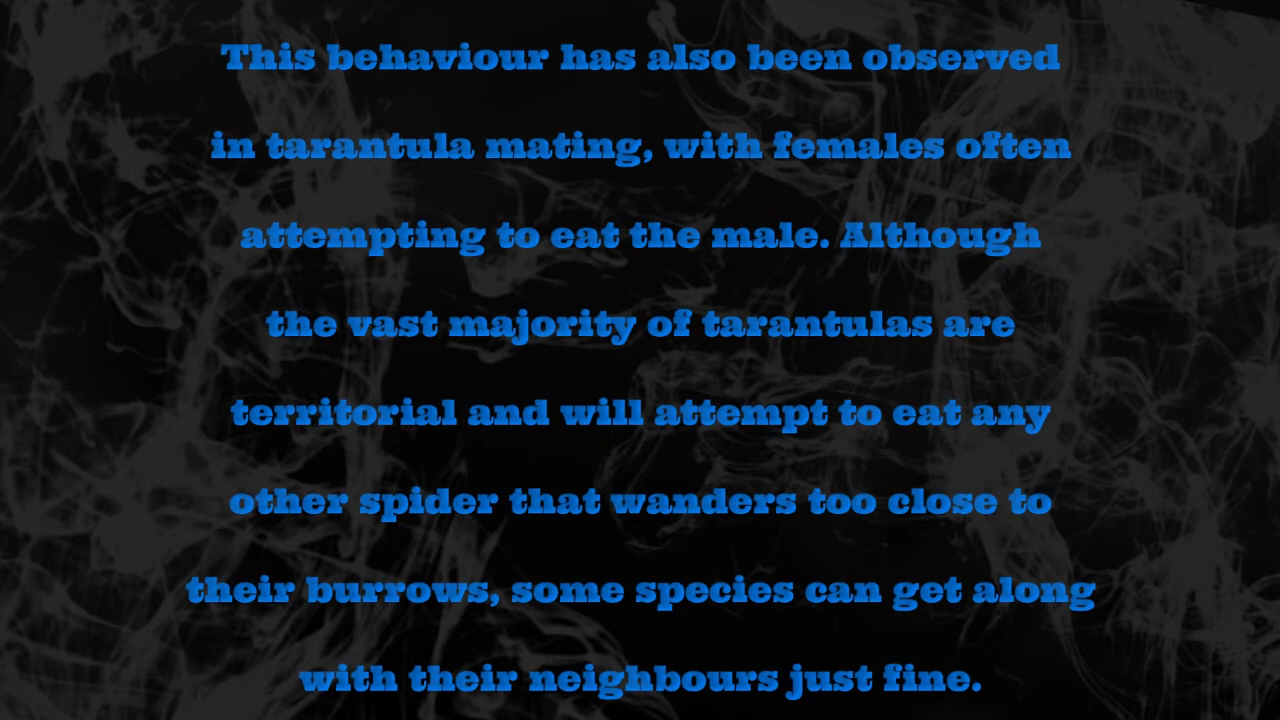 This behaviour has also been observed
in tarantula mating, with females often
attempting to eat the male. Although
the vast majority of tarantulas are
territorial and will attempt to eat any
other spider that wanders too close to
their burrows, some species can get along
with their neighbours just fine.